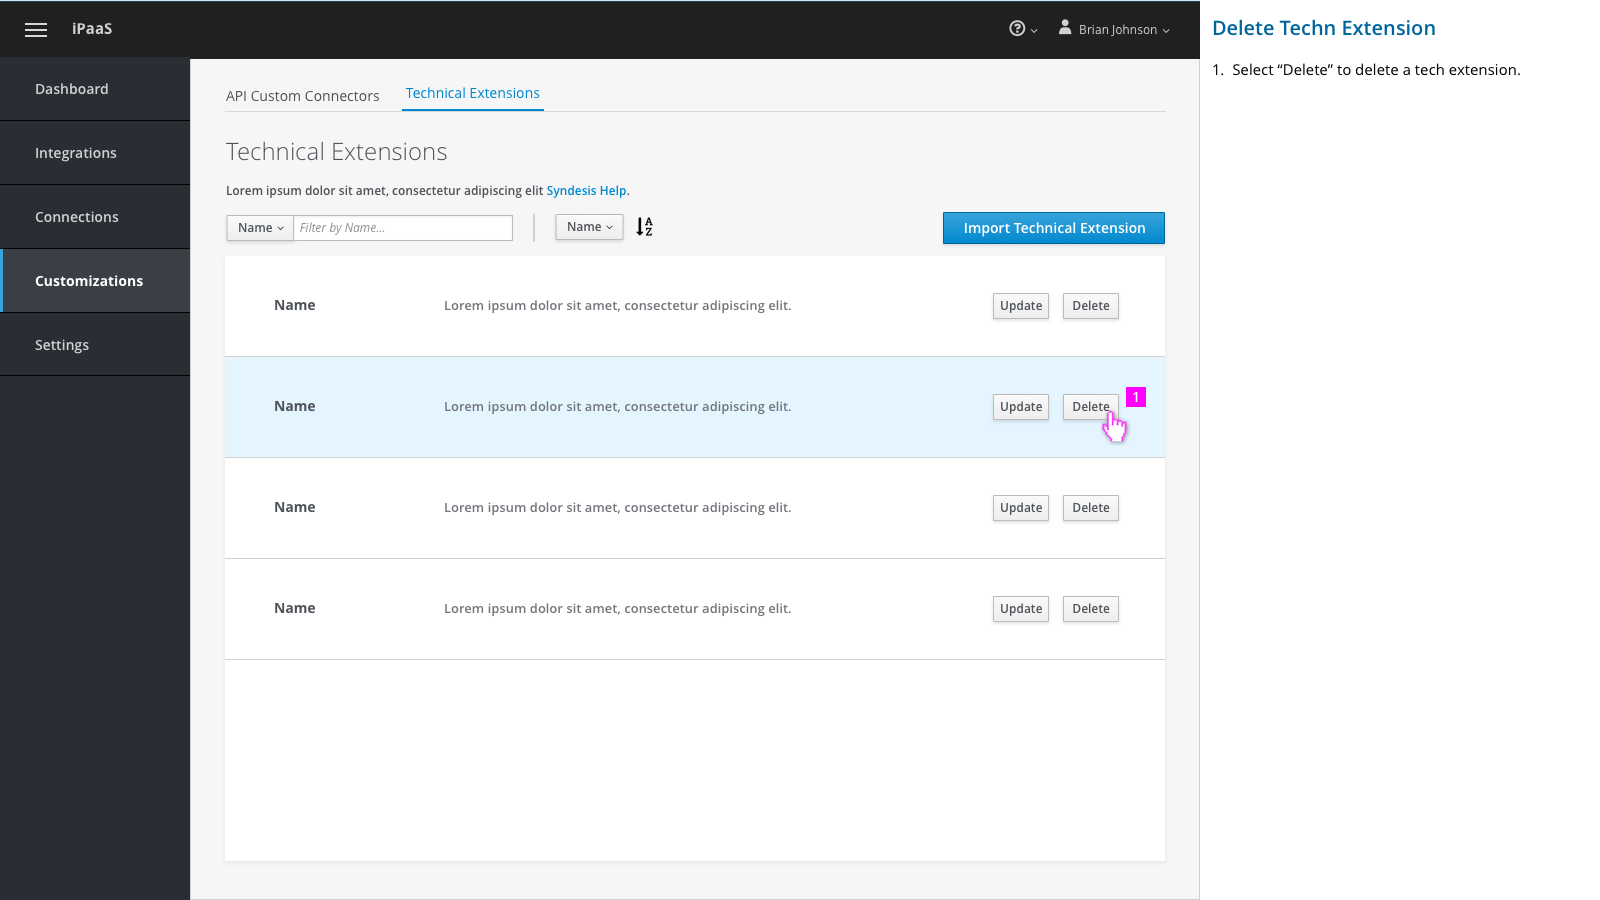 iPaaS
Brian Johnson
Dashboard
Integrations
Connections
Customizations
Settings
API Custom Connectors
Technical Extensions
Technical Extensions
Lorem ipsum dolor sit amet, consectetur adipiscing elit Syndesis Help.
Name
Filter by Name...
Name
A
Z
Import Technical Extension
Name
Lorem ipsum dolor sit amet, consectetur adipiscing elit.
Update
Delete
Name
Lorem ipsum dolor sit amet, consectetur adipiscing elit.
Update
Delete
1
Name
Lorem ipsum dolor sit amet, consectetur adipiscing elit.
Update
Delete
Name
Lorem ipsum dolor sit amet, consectetur adipiscing elit.
Update
Delete
Delete Techn Extension
1. Select “Delete” to delete a tech extension.